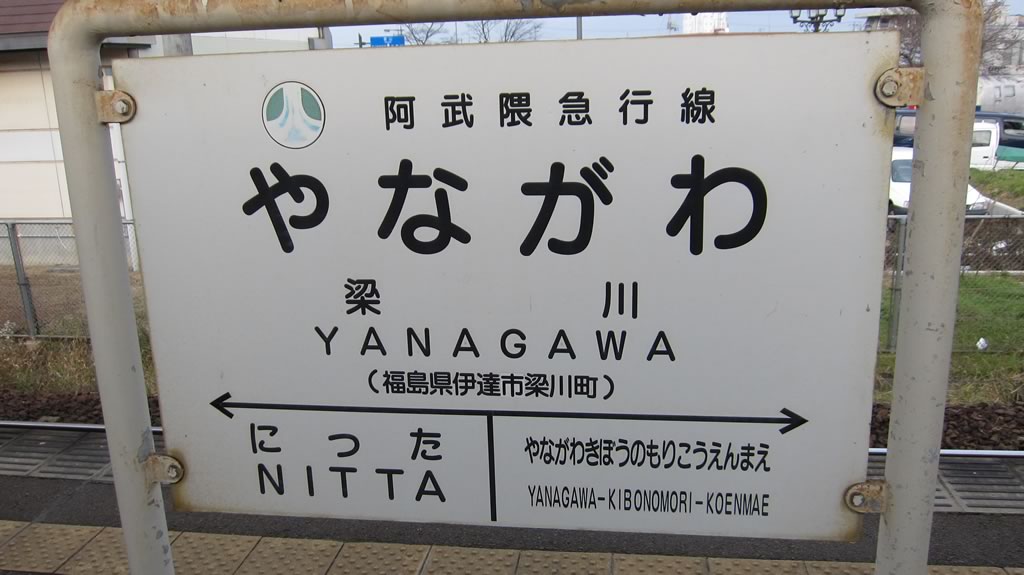 阿武隈急行線
やながわ
梁川
YANAGAWA
（福島県伊達市梁川町）
にった
NITTA
やながわきぼうのもりこうえんまえ
YANAGAWA-KIBONOMORI-KOENMAE